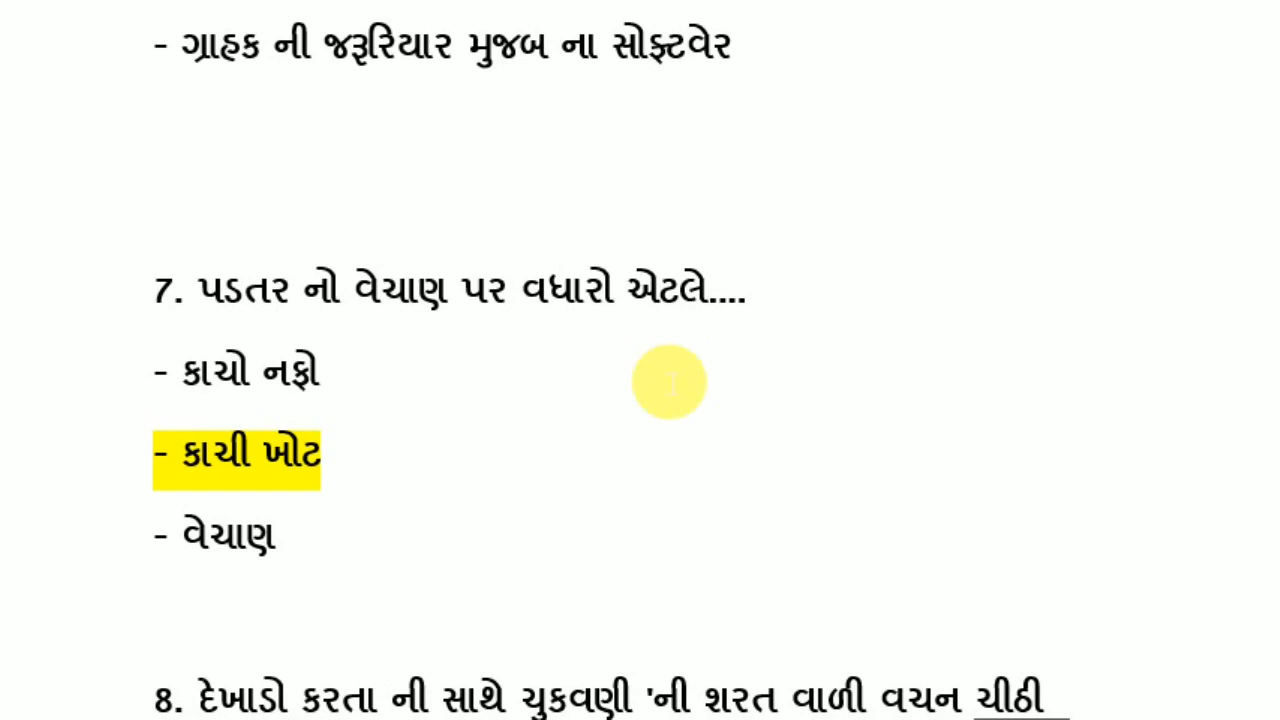 - ગ્રાહક ની જરૂરિયાર મુજબ ના સોફ્ટવેર
7. પડતર નો વેચાણ પર વધારો એટલે....
- કાચો નફો
- કાચી ખોટ
- વેચાણ
8. દેખાડો કરતા ની સાથે ચુકવણી 'ની શરત વાળી વચન ચીઠી